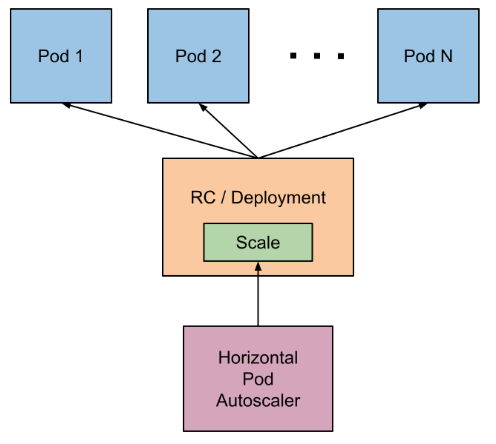 Pod 1
Pod 2
Pod N
RC / Deployment
Scale
Horizontal
Pod
Autoscaler